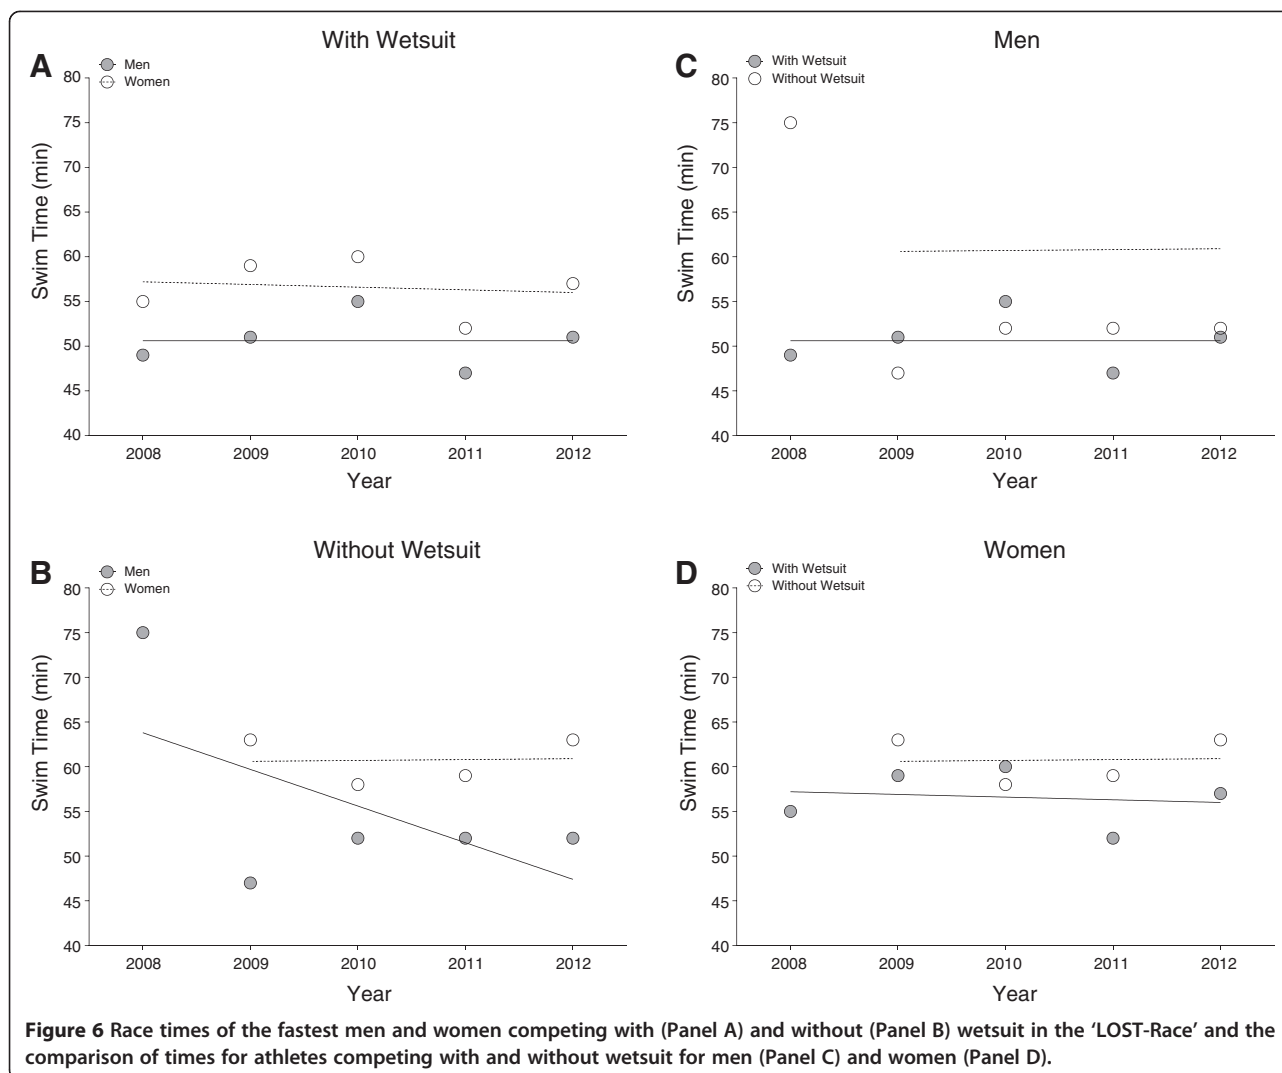 With Wetsuit
A
Men
Women
80
75
70
65
60
55
50
45
40
Swim Time (min)
2008 2009 2010 2011 2012
Year
Men
C
With Wetsuit
Without Wetsuit
80
75
70
65
60
55
50
45
40
Swim Time (min)
2008 2009 2010 2011 2012
Year
Without Wetsuit
B
Men
Women
80
75
70
65
60
55
50
45
40
Swim Time (min)
2008 2009 2010 2011 2012
Year
Women
D
With Wetsuit
Without Wetsuit
80
75
70
65
60
55
50
45
40
Swim Time (min)
2008 2009 2010 2011 2012
Year
Figure 6 Race times of the fastest men and women competing with (Panel A) and without (Panel B) wetsuit in the ‘LOST-Race’ and the
comparison of times for athletes competing with and without wetsuit for men (Panel C) and women (Panel D).